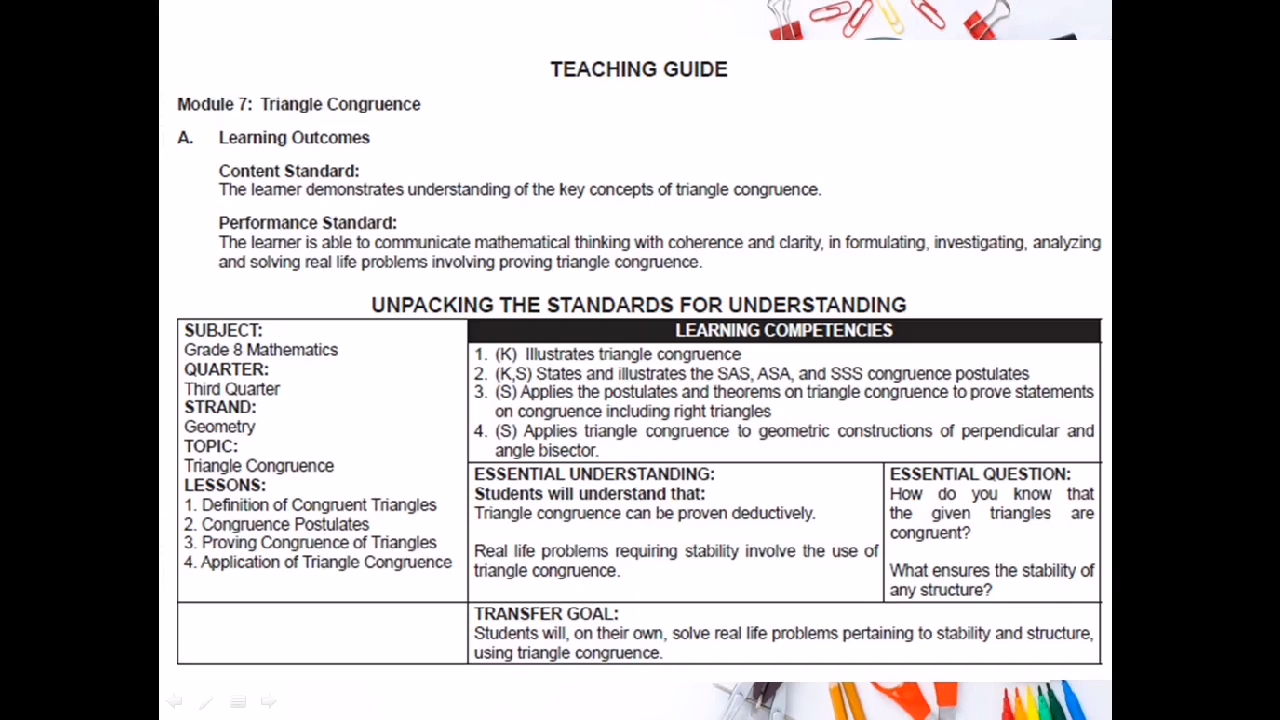 TEACHING GUIDE
Module 7: Triangle Congruence
A. Learning Outcomes
Content Standard:
The learner demonstrates understanding of the key concepts of triangle congruence.
Performance Standard:
The learner is able to communicate mathematical thinking with coherence and clarity, in formulating, investigating, analyzing
and solving real life problems involving proving triangle congruence.
UNPACKING THE STANDARDS FOR UNDERSTANDING
SUBJECT:
Grade 8 Mathematics
QUARTER:
Third Quarter
STRAND:
Geometry
TOPIC:
Triangle Congruence
LESSONS:
1. Definition of Congruent Triangles
2. Congruence Postulates
3. Proving Congruence of Triangles
4. Application of Triangle Congruence
LEARNING COMPETENCIES
1. (K) Illustrates triangle congruence
2. (K,S) States and illustrates the SAS, ASA, and SSS congruence postulates
3. (S) Applies the postulates and theorems on triangle congruence to prove statements
on congruence including right triangles
4. (S) Applies triangle congruence to geometric constructions of perpendicular and
angle bisector.
ESSENTIAL UNDERSTANDING:
Students will understand that:
Triangle congruence can be proven deductively.
Real life problems requiring stability involve the use of
triangle congruence.
ESSENTIAL QUESTION:
How do you know that
the given triangles are
congruent?
What ensures the stability of
any structure?
TRANSFER GOAL:
Students will, on their own, solve real life problems pertaining to stability and structure,
using triangle congruence.